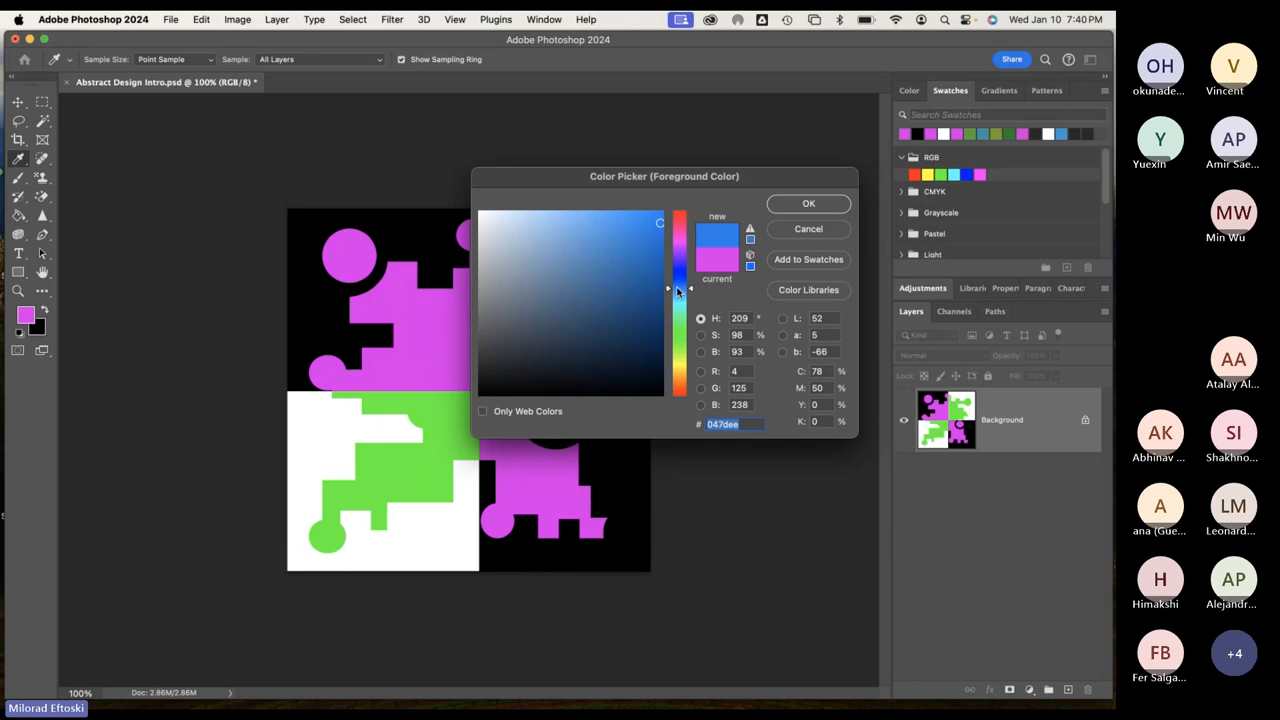 Adobe Photoshop 2024 File Edit Image Layer Type Select Filter 3D View Plugins Window Help Wed Jan 10 7:40 PM
Adobe Photoshop 2024
Sample Size: Point Sample Sample: All Layers Show Sampling Ring Share
Abstract Design Intro.psd @ 100% (RGB/8) *
Color Swatches Gradients Patterns
Search Swatches
RGB
CMYK
Grayscale
Pastel
Light
Color Picker (Foreground Color)
new
current
OK
Cancel
Add to Swatches
Color Libraries
H: 209 °
S: 98 %
B: 93 %
R: 4
G: 125
B: 238
L: 52
a: 5
b: -66
C: 78 %
M: 50 %
Y: 0 %
K: 0 %
# 047dee
Only Web Colors
Adjustments Librari Propert Paragr Charac
Layers Channels Paths
Kind
Normal Opacity: 100%
Lock: Fill: 100%
Background
100% Doc: 2.86M/2.86M
Milorad Eftoski
OH
okunade...
V
Vincent
Y
Yuexin
AP
Amir Sae...
MW
Min Wu
AA
Atalay Al...
AK
Abhinav ...
SI
Shakhno...
A
ana (Gue...
LM
Leonard...
H
Himakshi
AP
Alejandr...
FB
Fer Salga...
+4